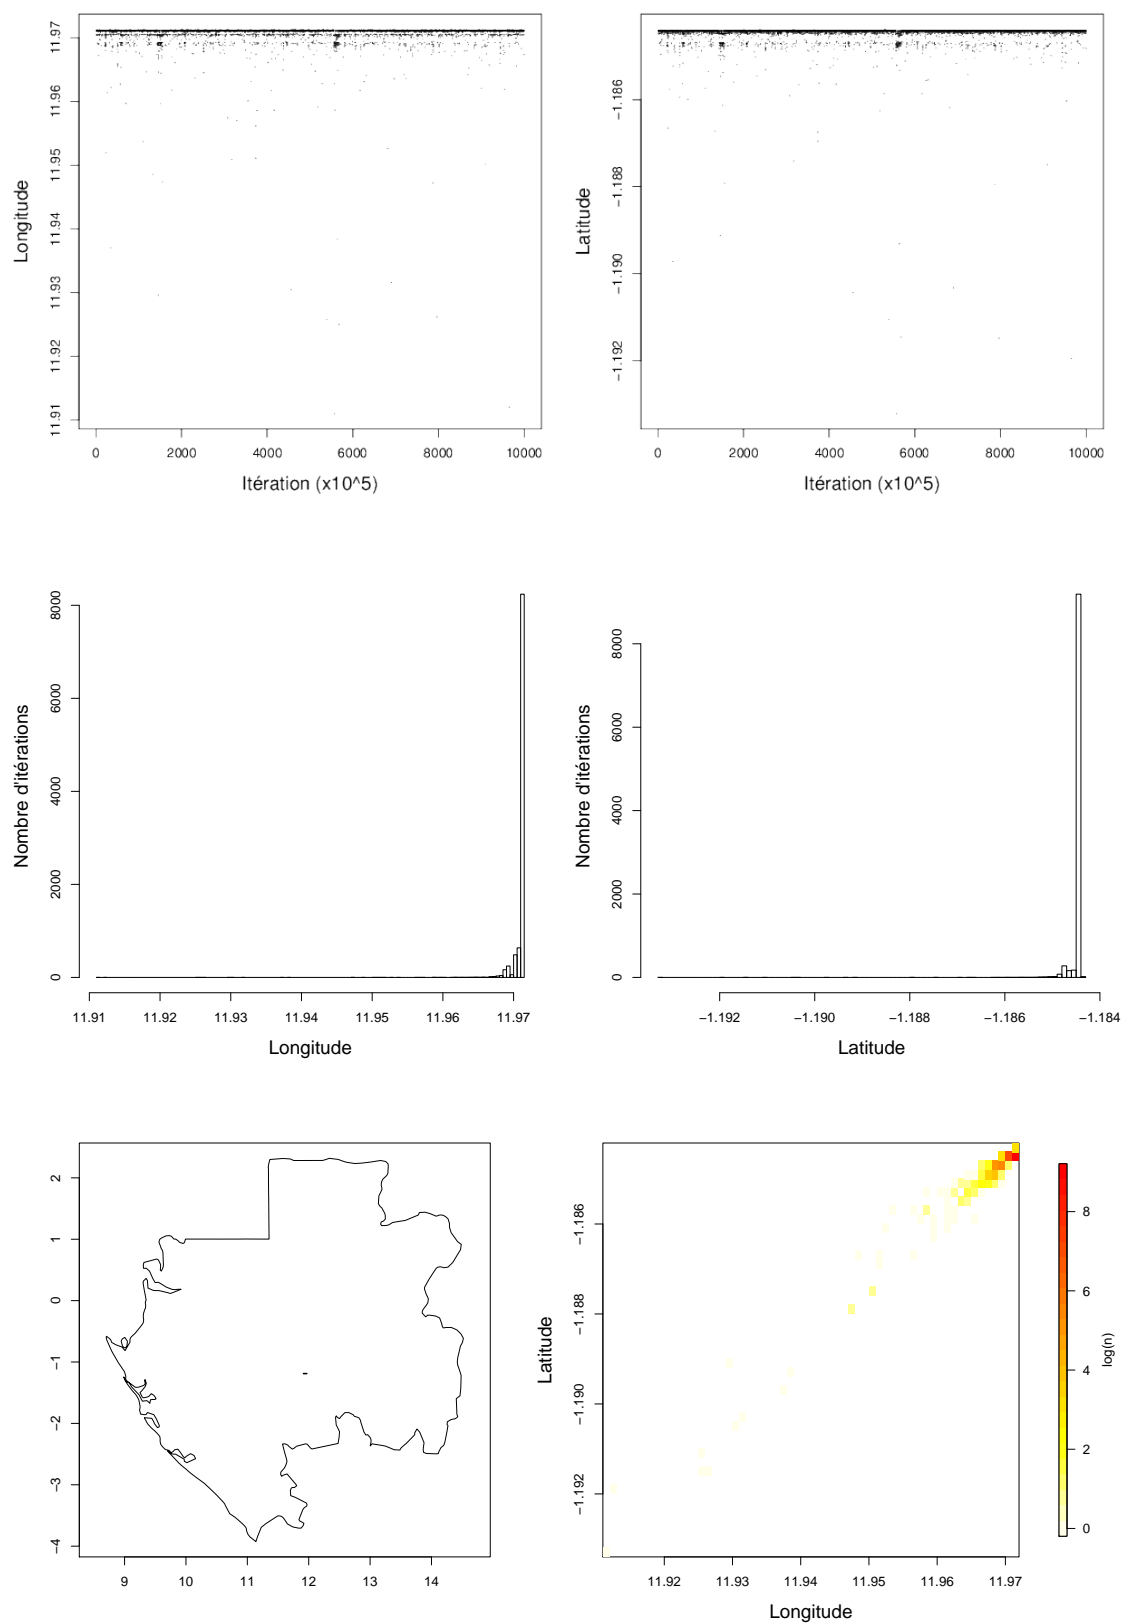 11.97
11.96
11.95
11.94
11.93
11.92
11.91
Longitude
0 2000 4000 6000 8000 10000
Itération (x10^5)
−1.186
−1.188
−1.190
−1.192
Latitude
0 2000 4000 6000 8000 10000
Itération (x10^5)
8000
6000
4000
2000
0
Nombre d'itérations
11.91 11.92 11.93 11.94 11.95 11.96 11.97
Longitude
8000
6000
4000
2000
0
Nombre d'itérations
−1.192 −1.190 −1.188 −1.186 −1.184
Latitude
2
1
0
−1
−2
−3
−4
9 10 11 12 13 14
−1.186
−1.188
−1.190
−1.192
Latitude
11.92 11.93 11.94 11.95 11.96 11.97
Longitude
8
6
4
2
0
log(n)